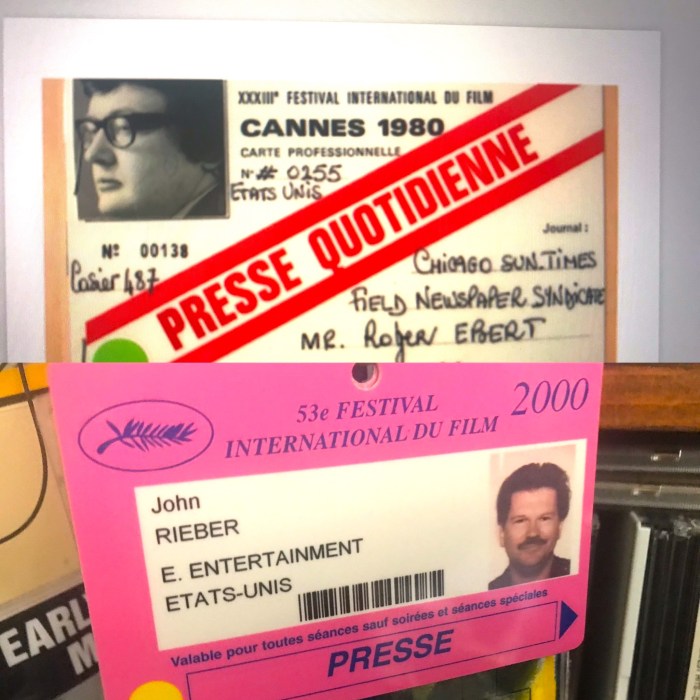 XXXIIIᵉ FESTIVAL INTERNATIONAL DU FILM
CANNES 1980
CARTE PROFESSIONNELLE
N·# 0255
ETATS UNIS
PRESSE QUOTIDIENNE
Nº 00138
Casier 487
Journal :
CHICAGO SUN.TIMES
FIELD NEWSPAPER SYNDICATE
MR. Roger EBERT
53e FESTIVAL
INTERNATIONAL DU FILM
2000
John
RIEBER
E. ENTERTAINMENT
ETATS-UNIS
Valable pour toutes séances sauf soirées et séances spéciales
PRESSE
EARL
M